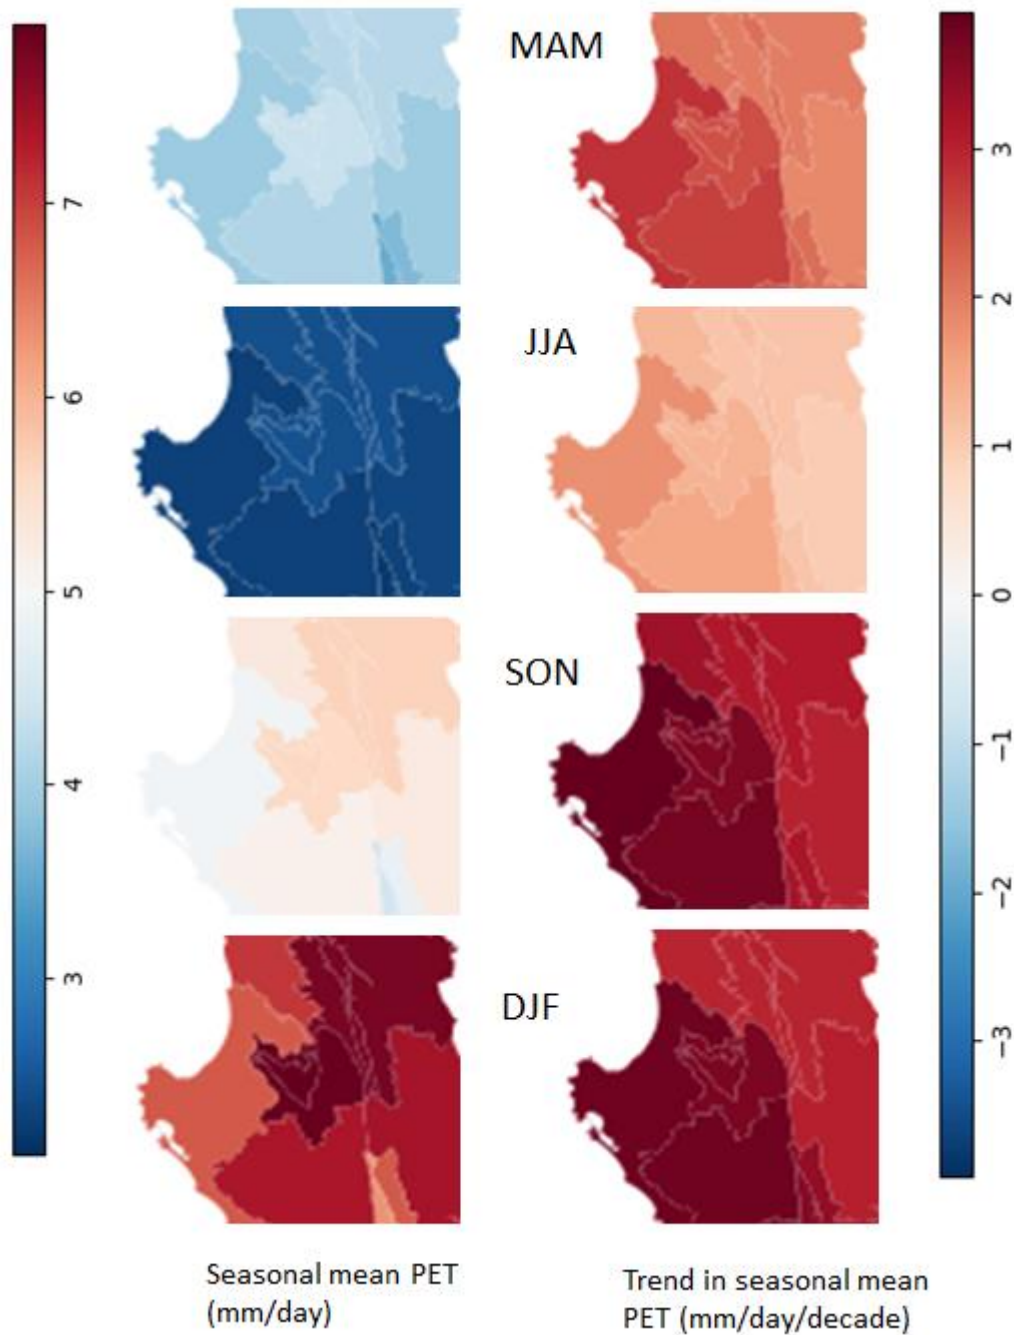 MAM
7
6
5
4
3
JJA
SON
DJF
3
2
1
0
−1
−2
−3
Seasonal mean PET
(mm/day)
Trend in seasonal mean
PET (mm/day/decade)